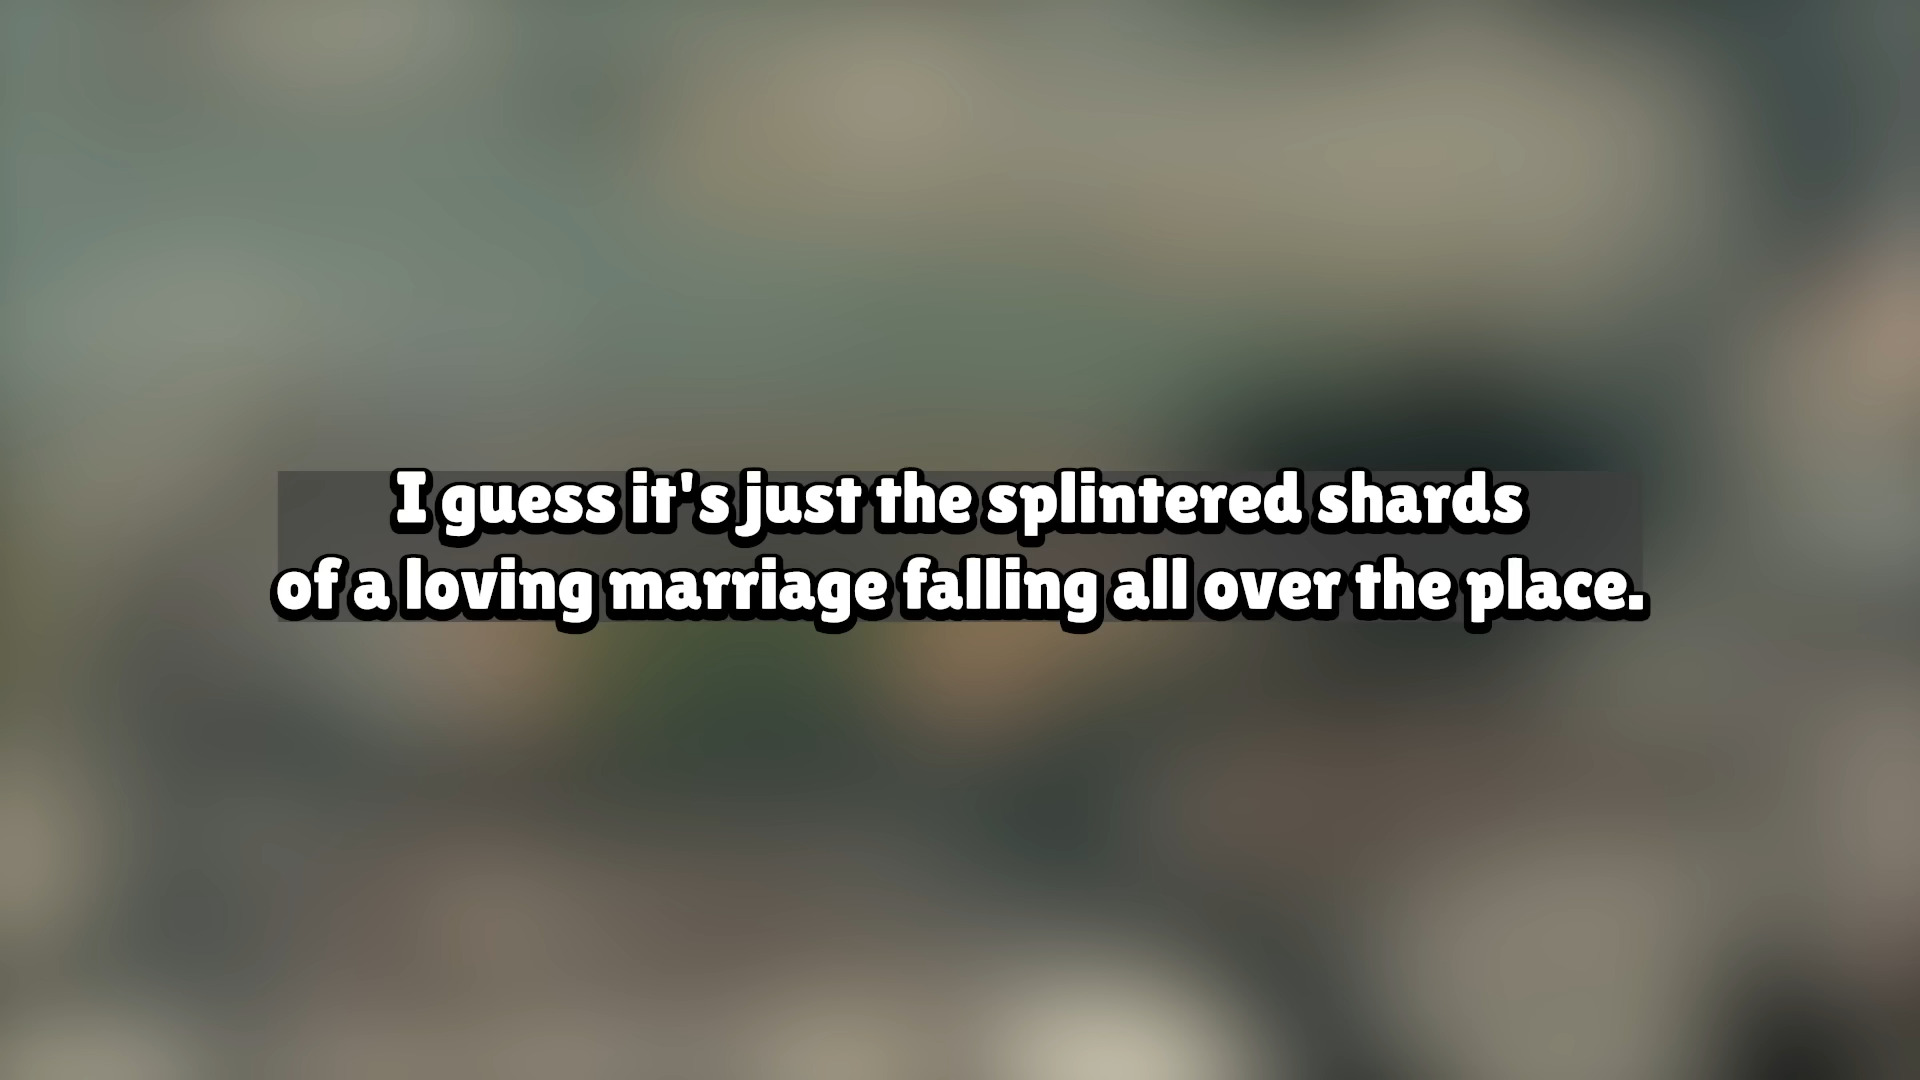 I guess it's just the splintered shards
of a loving marriage falling all over the place.